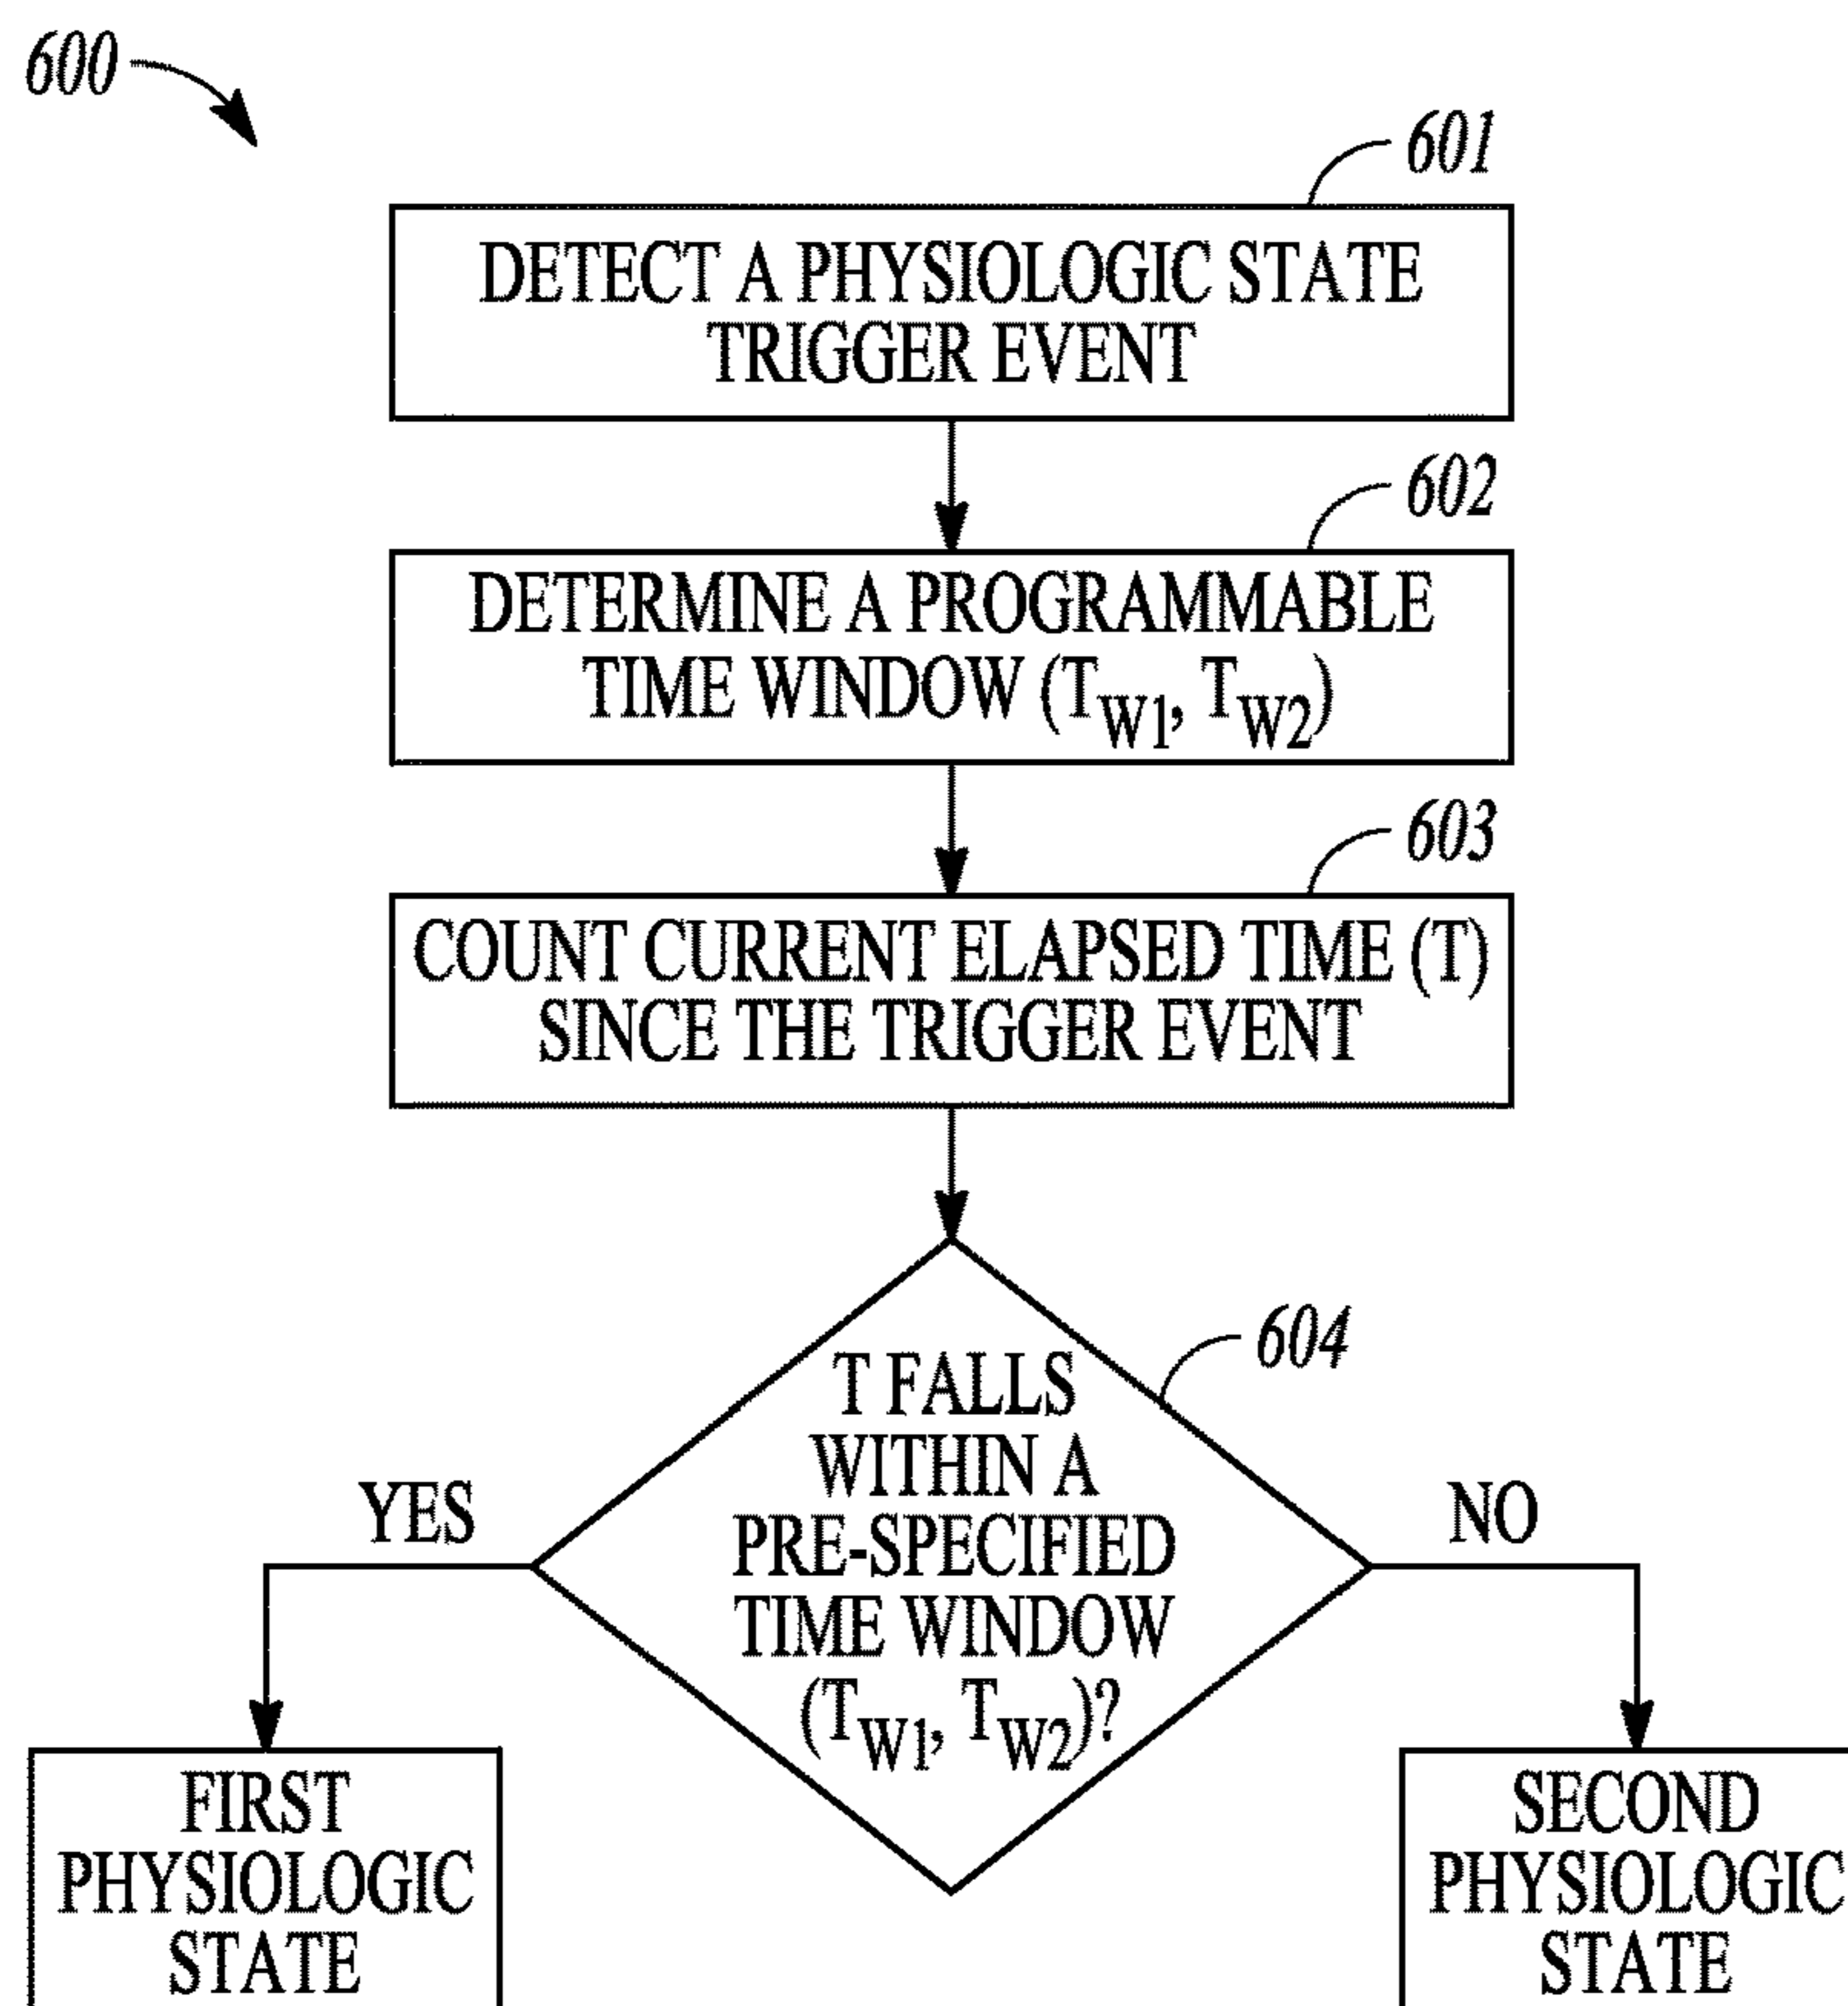 600
601
DETECT A PHYSIOLOGIC STATE
TRIGGER EVENT
602
DETERMINE A PROGRAMMABLE
TIME WINDOW (TW1, TW2)
603
COUNT CURRENT ELAPSED TIME (T)
SINCE THE TRIGGER EVENT
604
T FALLS
WITHIN A
PRE-SPECIFIED
TIME WINDOW
(TW1, TW2)?
YES
NO
FIRST
PHYSIOLOGIC
STATE
SECOND
PHYSIOLOGIC
STATE